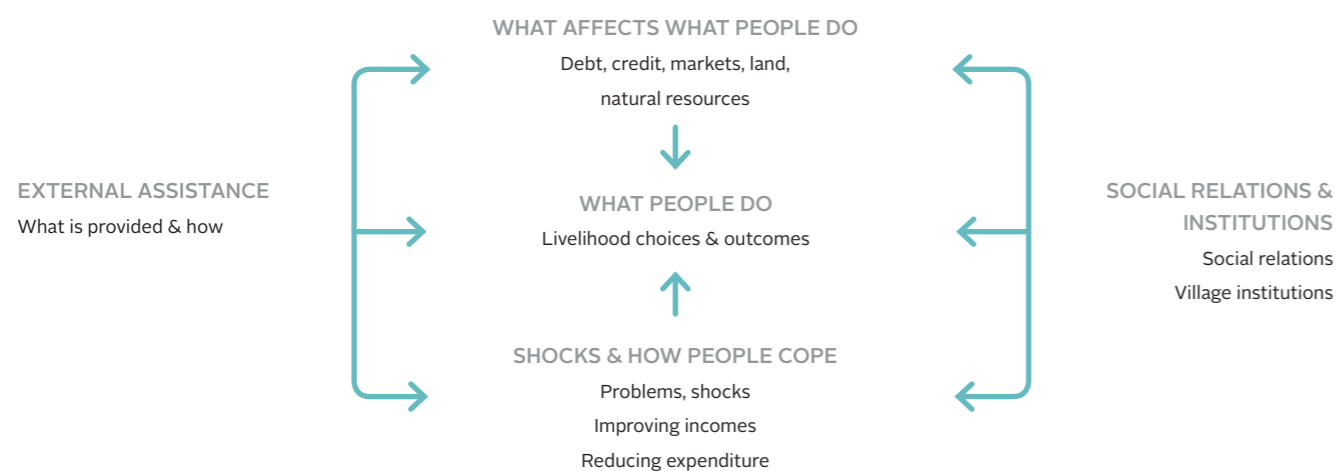 WHAT AFFECTS WHAT PEOPLE DO
Debt, credit, markets, land,
natural resources
EXTERNAL ASSISTANCE
What is provided & how
WHAT PEOPLE DO
Livelihood choices & outcomes
SOCIAL RELATIONS &
INSTITUTIONS
Social relations
Village institutions
SHOCKS & HOW PEOPLE COPE
Problems, shocks
Improving incomes
Reducing expenditure